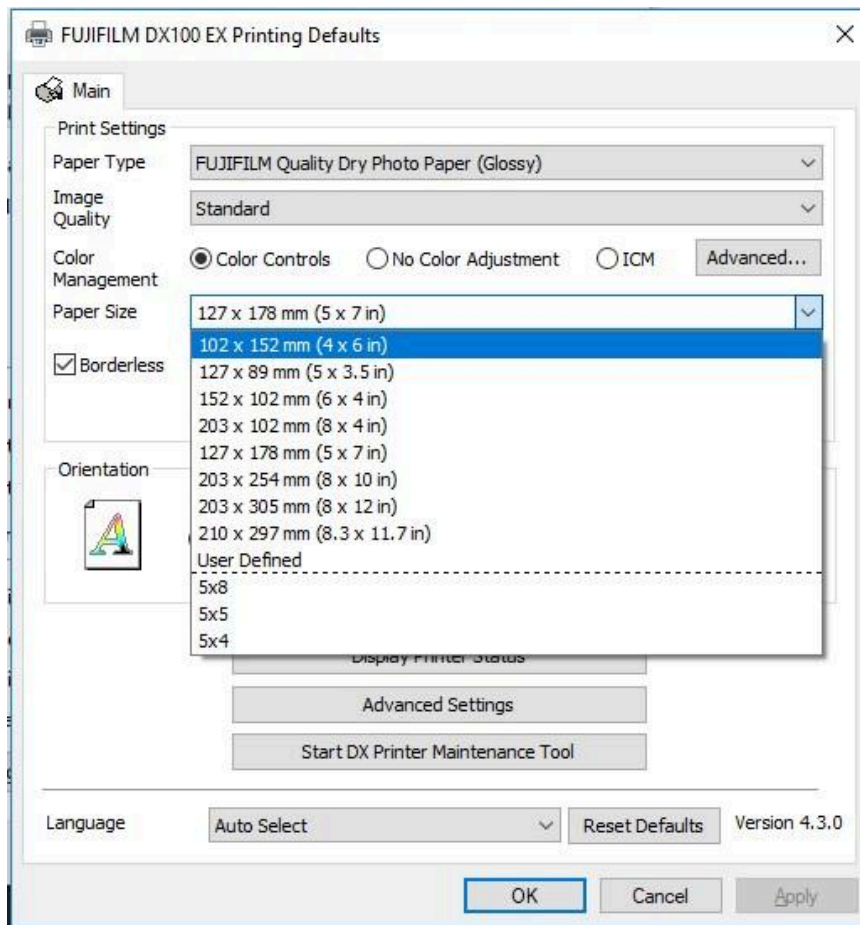 FUJIFILM DX100 EX Printing Defaults
Main
Print Settings
Paper Type
FUJIFILM Quality Dry Photo Paper (Glossy)
Image
Quality
Standard
Color
Management
Color Controls
No Color Adjustment
ICM
Advanced...
Paper Size
127 x 178 mm (5 x 7 in)
102 x 152 mm (4 x 6 in)
127 x 89 mm (5 x 3.5 in)
152 x 102 mm (6 x 4 in)
203 x 102 mm (8 x 4 in)
127 x 178 mm (5 x 7 in)
203 x 254 mm (8 x 10 in)
203 x 305 mm (8 x 12 in)
210 x 297 mm (8.3 x 11.7 in)
User Defined
5x8
5x5
5x4
Borderless
Orientation
A
Display Printer Status
Advanced Settings
Start DX Printer Maintenance Tool
Language
Auto Select
Reset Defaults
Version 4.3.0
OK
Cancel
Apply